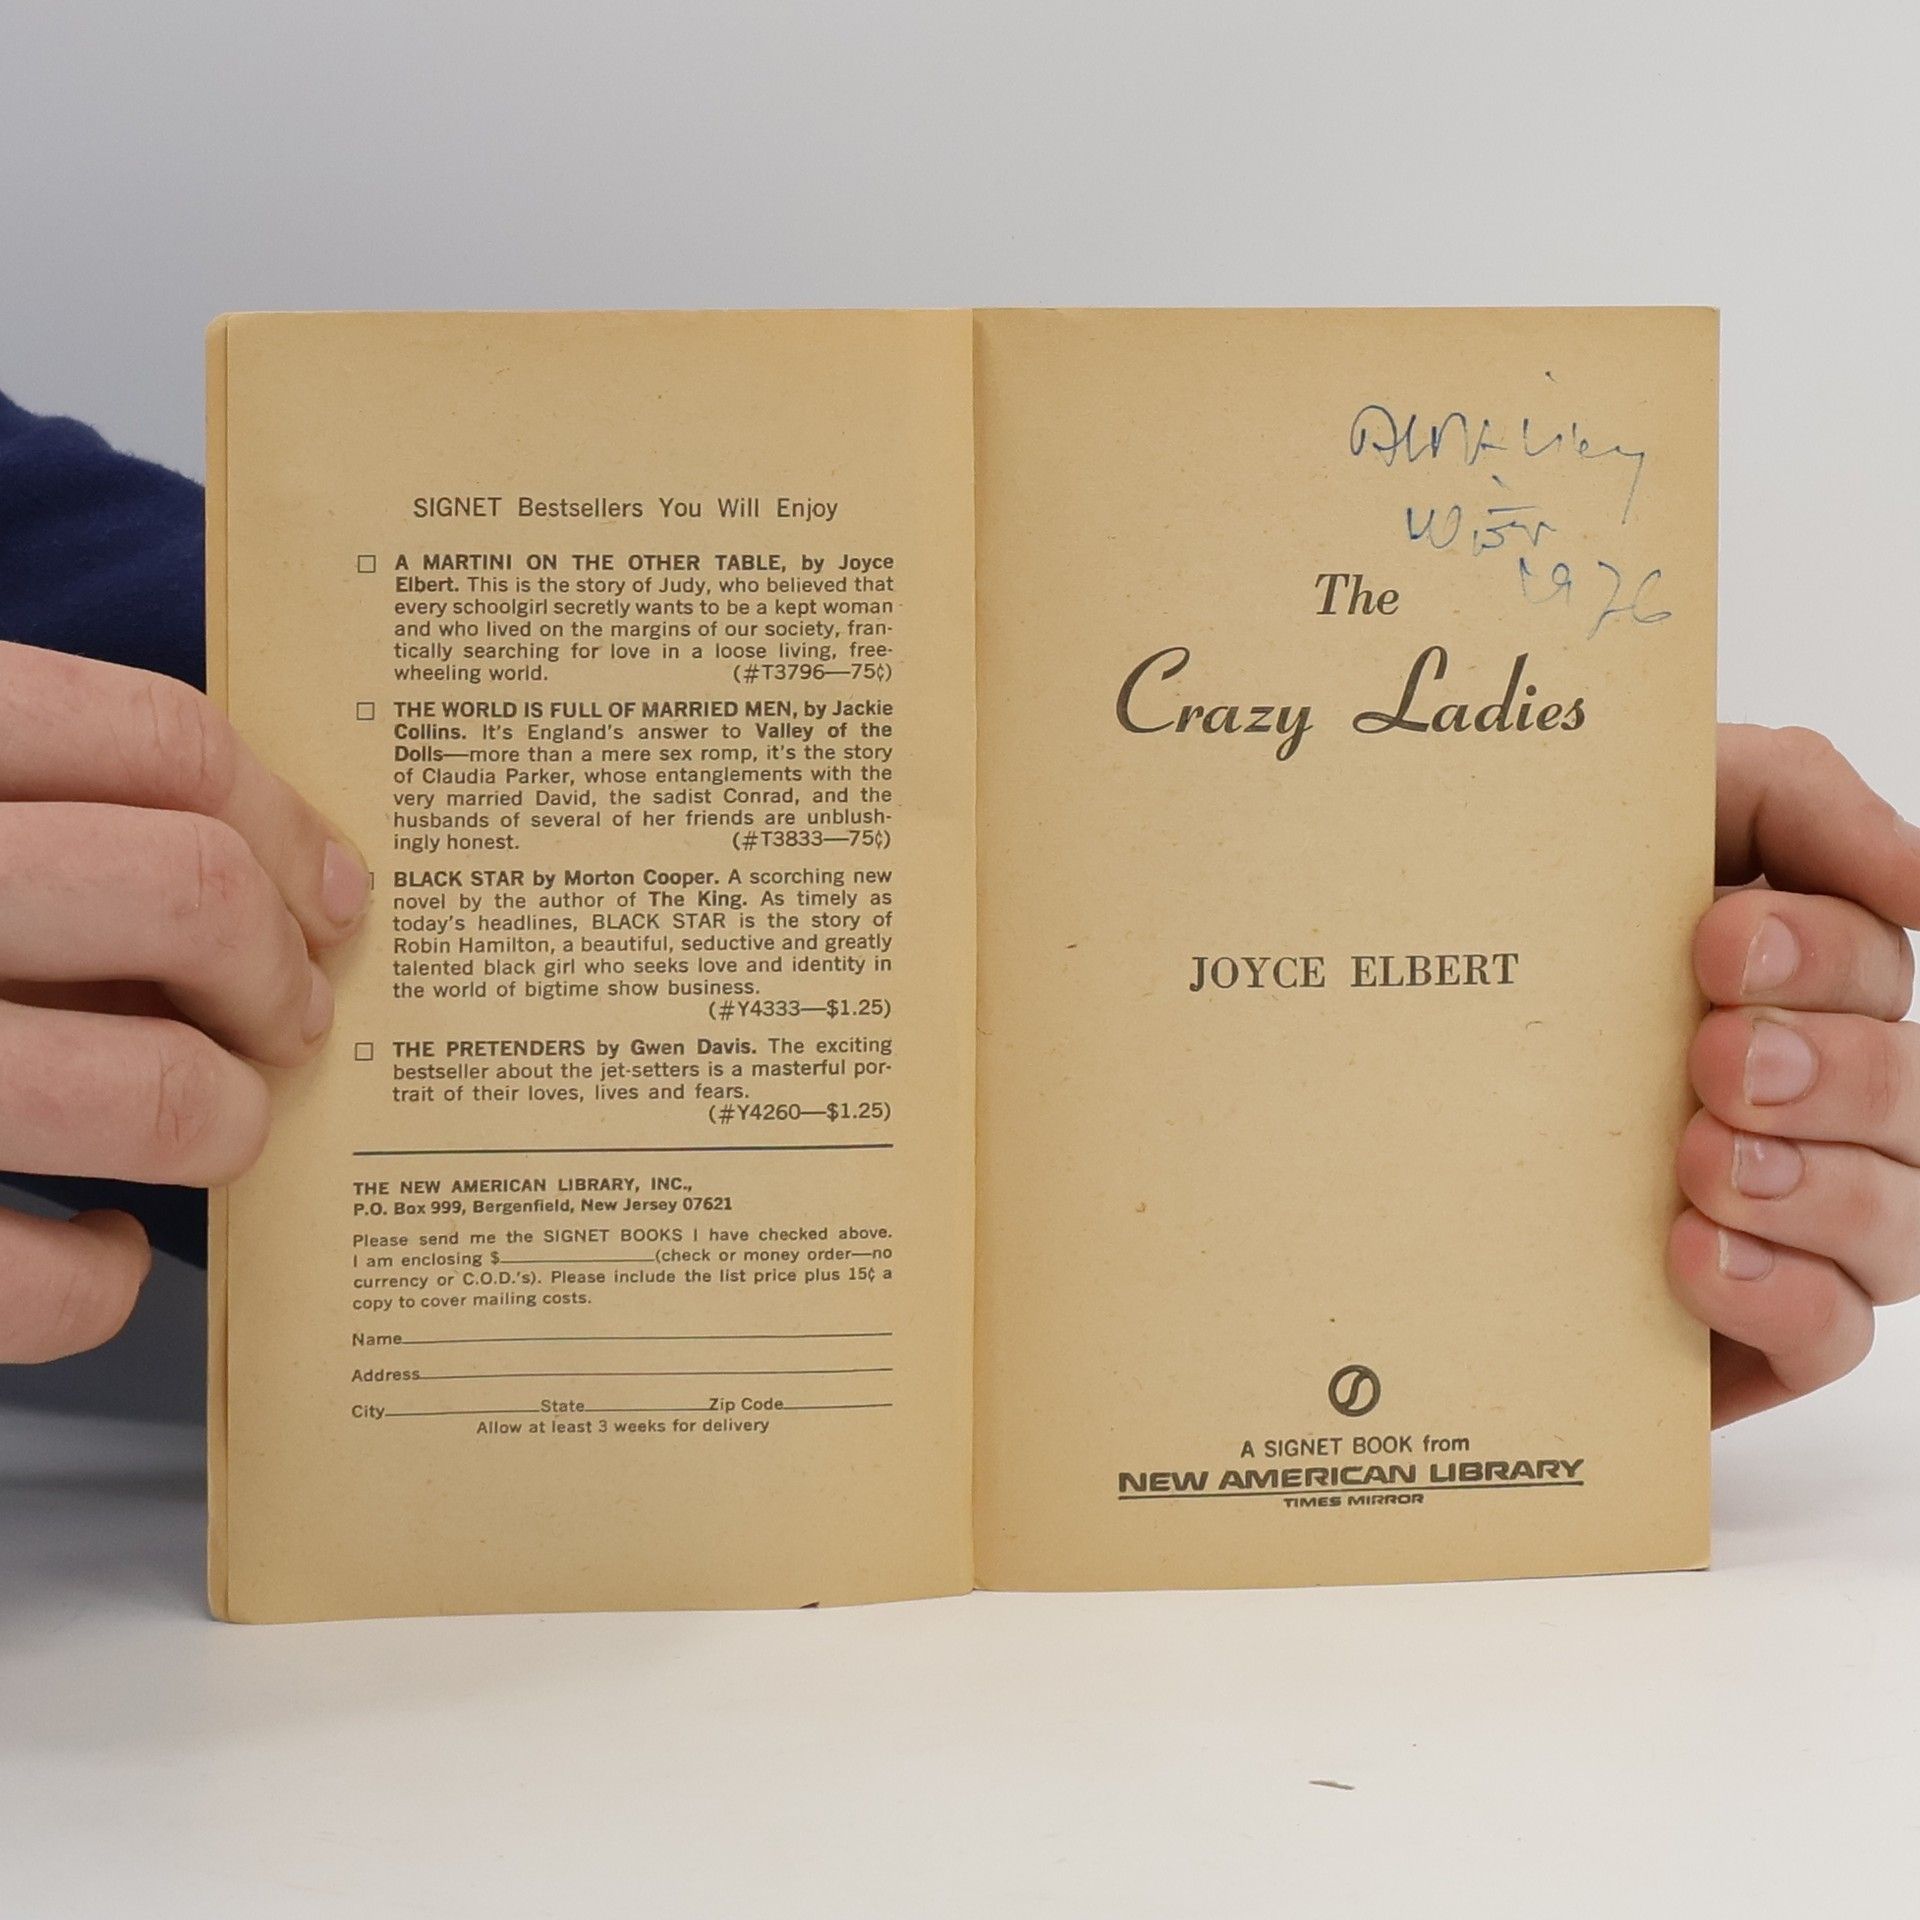 SIGNET Bestsellers You Will Enjoy
□ A MARTINI ON THE OTHER TABLE, by Joyce
Elbert. This is the story of Judy, who believed that
every schoolgirl secretly wants to be a kept woman
and who lived on the margins of our society, fran-
tically searching for love in a loose living, free-
wheeling world. (#T3796—75¢)
□ THE WORLD IS FULL OF MARRIED MEN, by Jackie
Collins. It's England's answer to Valley of the
Dolls—more than a mere sex romp, it's the story
of Claudia Parker, whose entanglements with the
very married David, the sadist Conrad, and the
husbands of several of her friends are unblush-
ingly honest. (#T3833—75¢)
BLACK STAR by Morton Cooper. A scorching new
novel by the author of The King. As timely as
today's headlines, BLACK STAR is the story of
Robin Hamilton, a beautiful, seductive and greatly
talented black girl who seeks love and identity in
the world of bigtime show business.
(#Y4333—$1.25)
□ THE PRETENDERS by Gwen Davis. The exciting
bestseller about the jet-setters is a masterful por-
trait of their loves, lives and fears.
(#Y4260—$1.25)
THE NEW AMERICAN LIBRARY, INC.,
P.O. Box 999, Bergenfield, New Jersey 07621
Please send me the SIGNET BOOKS I have checked above.
I am enclosing $__________(check or money order—no
currency or C.O.D.'s). Please include the list price plus 15¢ a
copy to cover mailing costs.
Name
Address
City State Zip Code
Allow at least 3 weeks for delivery
1976
The
Crazy Ladies
JOYCE ELBERT
A SIGNET BOOK from
NEW AMERICAN LIBRARY
TIMES MIRROR